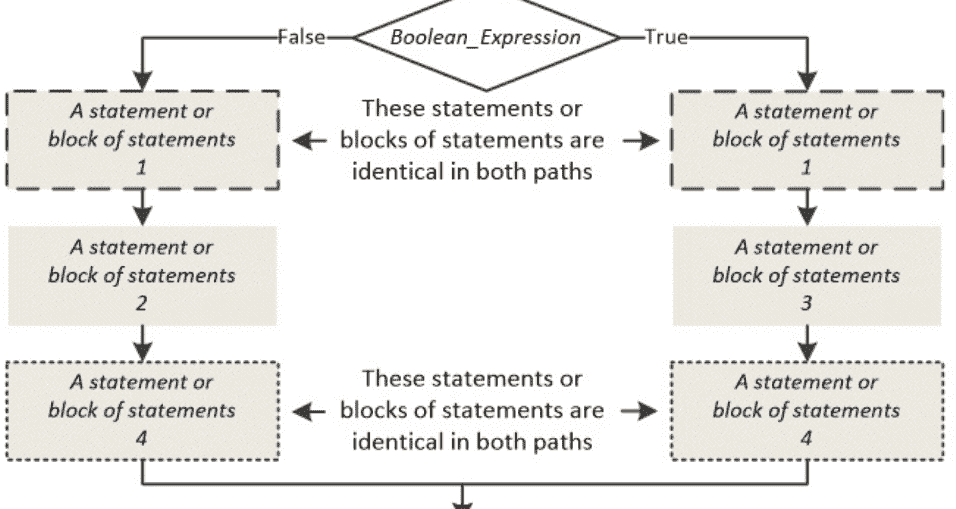 False
Boolean_Expression
True
A statement or
block of statements
1
These statements or
blocks of statements are
identical in both paths
A statement or
block of statements
1
A statement or
block of statements
2
A statement or
block of statements
3
A statement or
block of statements
4
These statements or
blocks of statements are
identical in both paths
A statement or
block of statements
4